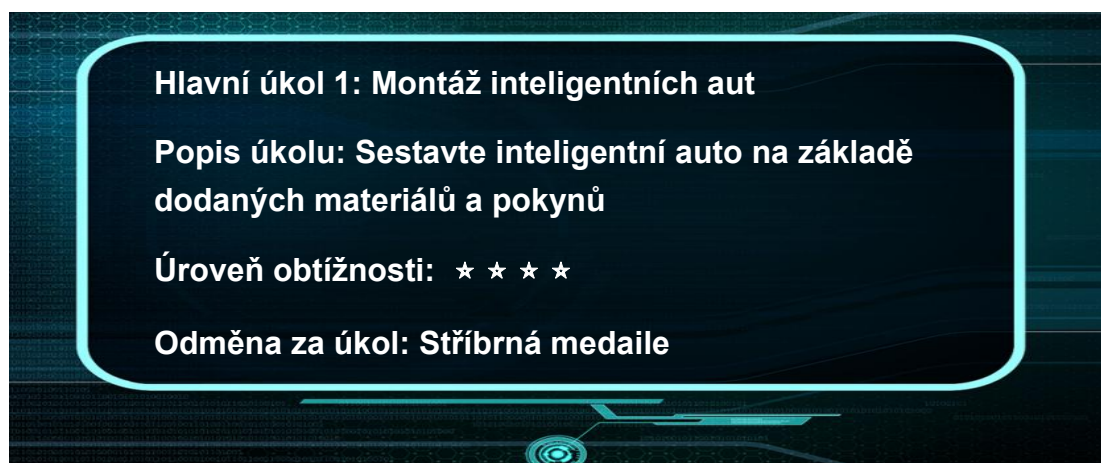 Hlavní úkol 1: Montáž inteligentních aut
Popis úkolu: Sestavte inteligentní auto na základě
dodaných materiálů a pokynů
Úroveň obtížnosti: ★ ★ ★ ★
Odměna za úkol: Stříbrná medaile